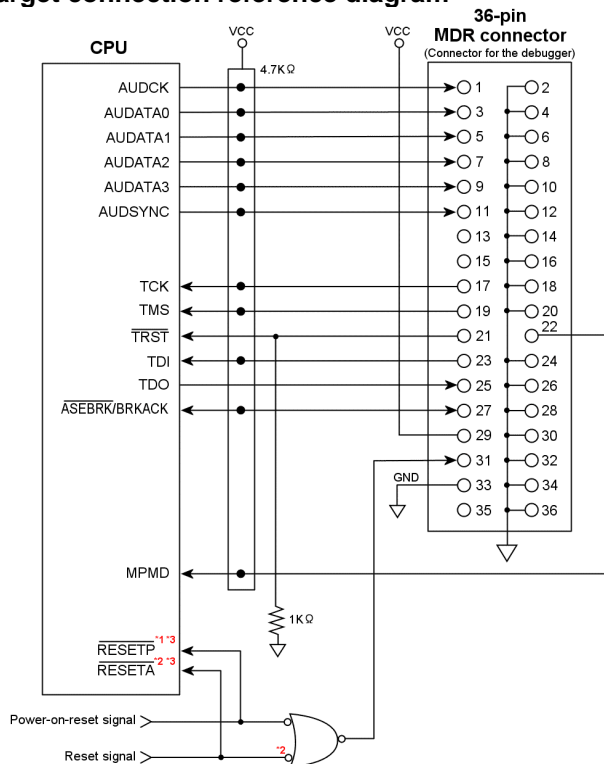 arget connection reference diagram
36-pin
MDR connector
(Connector for the debugger)
CPU
VCC
VCC
4.7KΩ
AUDCK
1
2
AUDATA0
3
4
AUDATA1
5
6
AUDATA2
7
8
AUDATA3
9
10
AUDSYNC
11
12
13
14
15
16
TCK
17
18
TMS
19
20
TRST
21
22
TDI
23
24
TDO
25
26
ASEBRK/BRKACK
27
28
29
30
31
32
GND
33
34
35
36
MPMD
1KΩ
RESETP*1 *3
RESETA*2 *3
Power-on-reset signal
Reset signal
*2